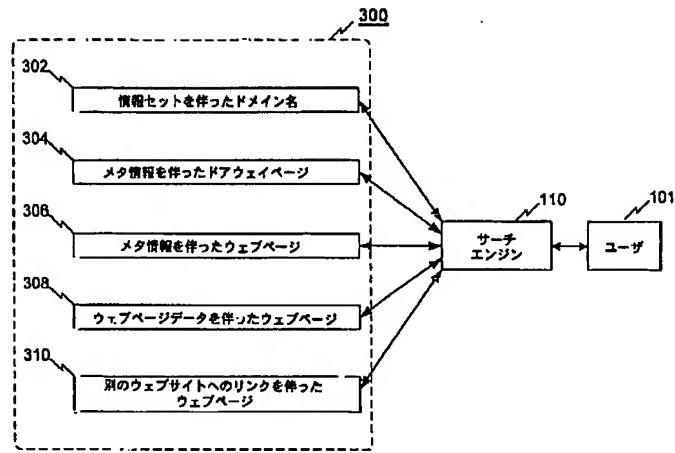 300
302
情報セットを伴ったドメイン名
304
メタ情報を伴ったドアウェイページ
306
メタ情報を伴ったウェブページ
308
ウェブページデータを伴ったウェブページ
310
別のウェブサイトへのリンクを伴った
ウェブページ
110
サーチ
エンジン
101
ユーザ